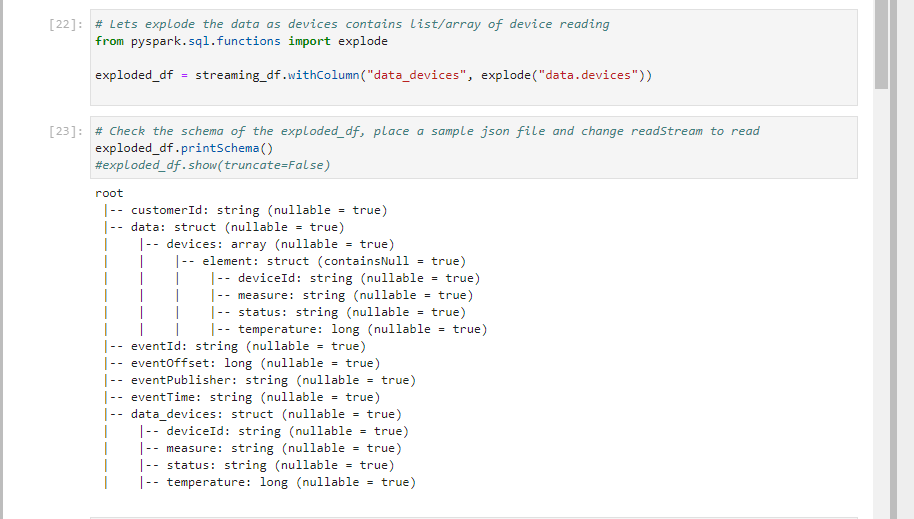 [22]: # Lets explode the data as devices contains list/array of device reading
from pyspark.sql.functions import explode
exploded_df = streaming_df.withColumn("data_devices", explode("data.devices"))
[23]: # Check the schema of the exploded_df, place a sample json file and change readStream to read
exploded_df.printSchema()
#exploded_df.show(truncate=False)
root
 |-- customerId: string (nullable = true)
 |-- data: struct (nullable = true)
 |    |-- devices: array (nullable = true)
 |    |    |-- element: struct (containsNull = true)
 |    |    |    |-- deviceId: string (nullable = true)
 |    |    |    |-- measure: string (nullable = true)
 |    |    |    |-- status: string (nullable = true)
 |    |    |    |-- temperature: long (nullable = true)
 |-- eventId: string (nullable = true)
 |-- eventOffset: long (nullable = true)
 |-- eventPublisher: string (nullable = true)
 |-- eventTime: string (nullable = true)
 |-- data_devices: struct (nullable = true)
 |    |-- deviceId: string (nullable = true)
 |    |-- measure: string (nullable = true)
 |    |-- status: string (nullable = true)
 |    |-- temperature: long (nullable = true)